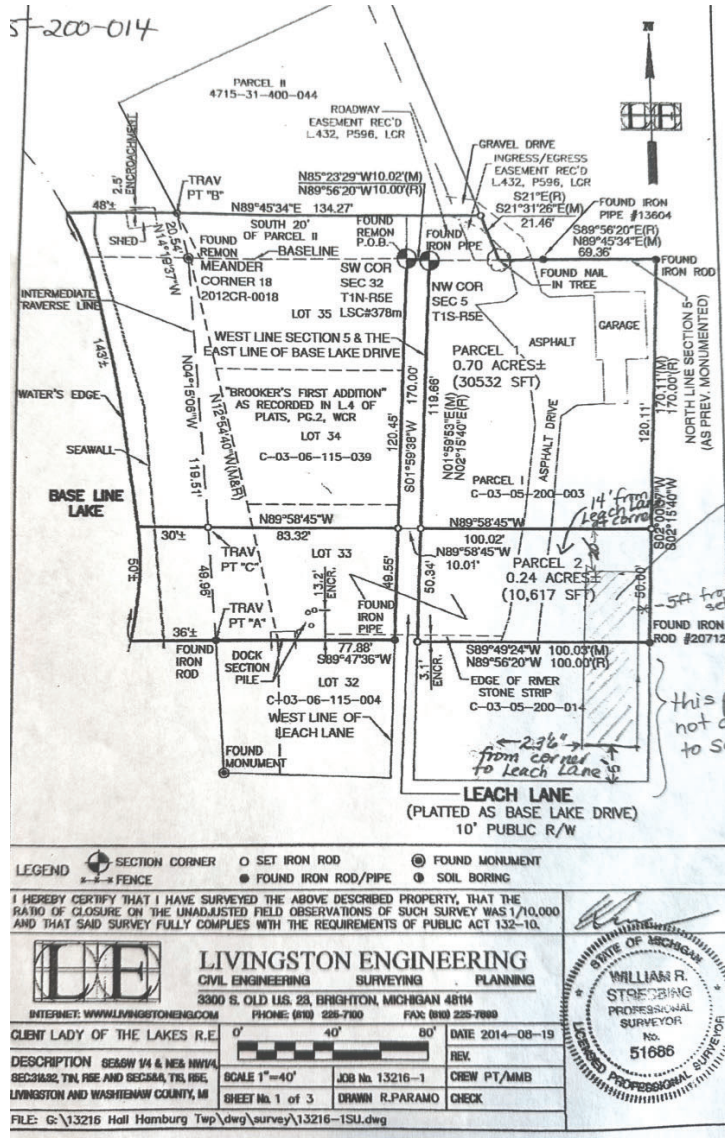 5-200-014
N
PARCEL II
4715-31-400-044
ROADWAY
EASEMENT REC'D
L.432, P596, LCR
2.5'
ENCROACHMENT
GRAVEL DRIVE
INGRESS/EGRESS
EASEMENT REC'D
L.432, P596, LCR
N85°23'29"W10.02'(M)
N89°56'20"W10.00'(R)
TRAV
PT "B"
S21°E(R)
S21°31'26"E(M)
21.46'
FOUND IRON
PIPE #13604
48'±
N89°45'34"E 134.27'
S89°56'20"E(R)
N89°45'34"E(M)
69.36'
SHED
20.54'
N14°19'37"W
SOUTH 20'
OF PARCEL II
FOUND
REMON
P.O.B.
FOUND
IRON PIPE
FOUND
REMON
BASELINE
MEANDER
CORNER 18
2012CR-0018
SW COR
SEC 32
T1N-R5E
LSC#378m
NW COR
SEC 5
T1S-R5E
FOUND NAIL
IN TREE
FOUND
IRON ROD
INTERMEDIATE
TRAVERSE LINE
LOT 35
WEST LINE SECTION 5 & THE
EAST LINE OF BASE LAKE DRIVE
PARCEL 1
0.70 ACRES±
(30532 SFT)
ASPHALT
GARAGE
NORTH LINE SECTION 5
(AS PREV. MONUMENTED)
143'±
WATER'S EDGE
SEAWALL
N04°15'06"W
119.51'
N12°54'40"W(M&R)
"BROOKER'S FIRST ADDITION"
AS RECORDED IN L.4 OF
PLATS, PG.2, WCR
LOT 34
C-03-06-115-039
120.45'
S01°59'38"W 170.00'
119.66'
N01°59'53"E(M)
N02°15'40"E(R)
ASPHALT DRIVE
120.11'
170.11'(M)
170.00'(R)
S02°15'40"W
PARCEL I
C-03-05-200-003
14' from
Leach Lane
BASE LINE
LAKE
N89°58'45"W
83.32'
N89°58'45"W
100.02'
30'±
TRAV
PT "C"
LOT 33
N89°58'45"W
10.01'
PARCEL 2
0.24 ACRES±
(10,617 SFT)
50'±
49.96'
13.2'
ENCR.
49.55'
50.34'
50.00'
TRAV
PT "A"
FOUND
IRON
PIPE
FOUND IRON
ROD #20712
36'±
FOUND
IRON
ROD
77.88'
S89°47'36"W
S89°49'24"W 100.03'(M)
N89°56'20"W 100.00'(R)
DOCK
SECTION
PILE
LOT 32
C-03-06-115-004
WEST LINE OF
LEACH LANE
3.1'
ENCR.
EDGE OF RIVER
STONE STRIP
C-03-05-200-014
FOUND
MONUMENT
from corner
to Leach Lane
LEACH LANE
(PLATTED AS BASE LAKE DRIVE)
10' PUBLIC R/W
LEGEND
SECTION CORNER
SET IRON ROD
FOUND MONUMENT
FENCE
FOUND IRON ROD/PIPE
SOIL BORING
I HEREBY CERTIFY THAT I HAVE SURVEYED THE ABOVE DESCRIBED PROPERTY, THAT THE
RATIO OF CLOSURE ON THE UNADJUSTED FIELD OBSERVATIONS OF SUCH SURVEY WAS 1/10,000
AND THAT SAID SURVEY FULLY COMPLIES WITH THE REQUIREMENTS OF PUBLIC ACT 132-10.
LE
LIVINGSTON ENGINEERING
CIVIL ENGINEERING SURVEYING PLANNING
3300 S. OLD U.S. 23, BRIGHTON, MICHIGAN 48114
INTERNET: WWW.LIVINGSTONENG.COM PHONE: (810) 225-7100 FAX: (810) 225-7699
STATE OF MICHIGAN
WILLIAM R.
PROFESSIONAL
SURVEYOR
No.
51686
LICENSED PROFESSIONAL SURVEYOR
CLIENT LADY OF THE LAKES R.E
0' 40' 80'
DATE 2014-08-19
DESCRIPTION SE&SW 1/4 & NE& NW1/4,
SEC31&32, T1N, R5E AND SEC5&6, T1S, R5E,
LIVINGSTON AND WASHTENAW COUNTY, MI
REV.
SCALE 1"=40'
JOB No. 13216-1
CREW PT/MMB
SHEET No. 1 of 3
DRAWN R.PARAMO
CHECK
FILE: G:\13216 Hall Hamburg Twp\dwg\survey\13216-1SU.dwg